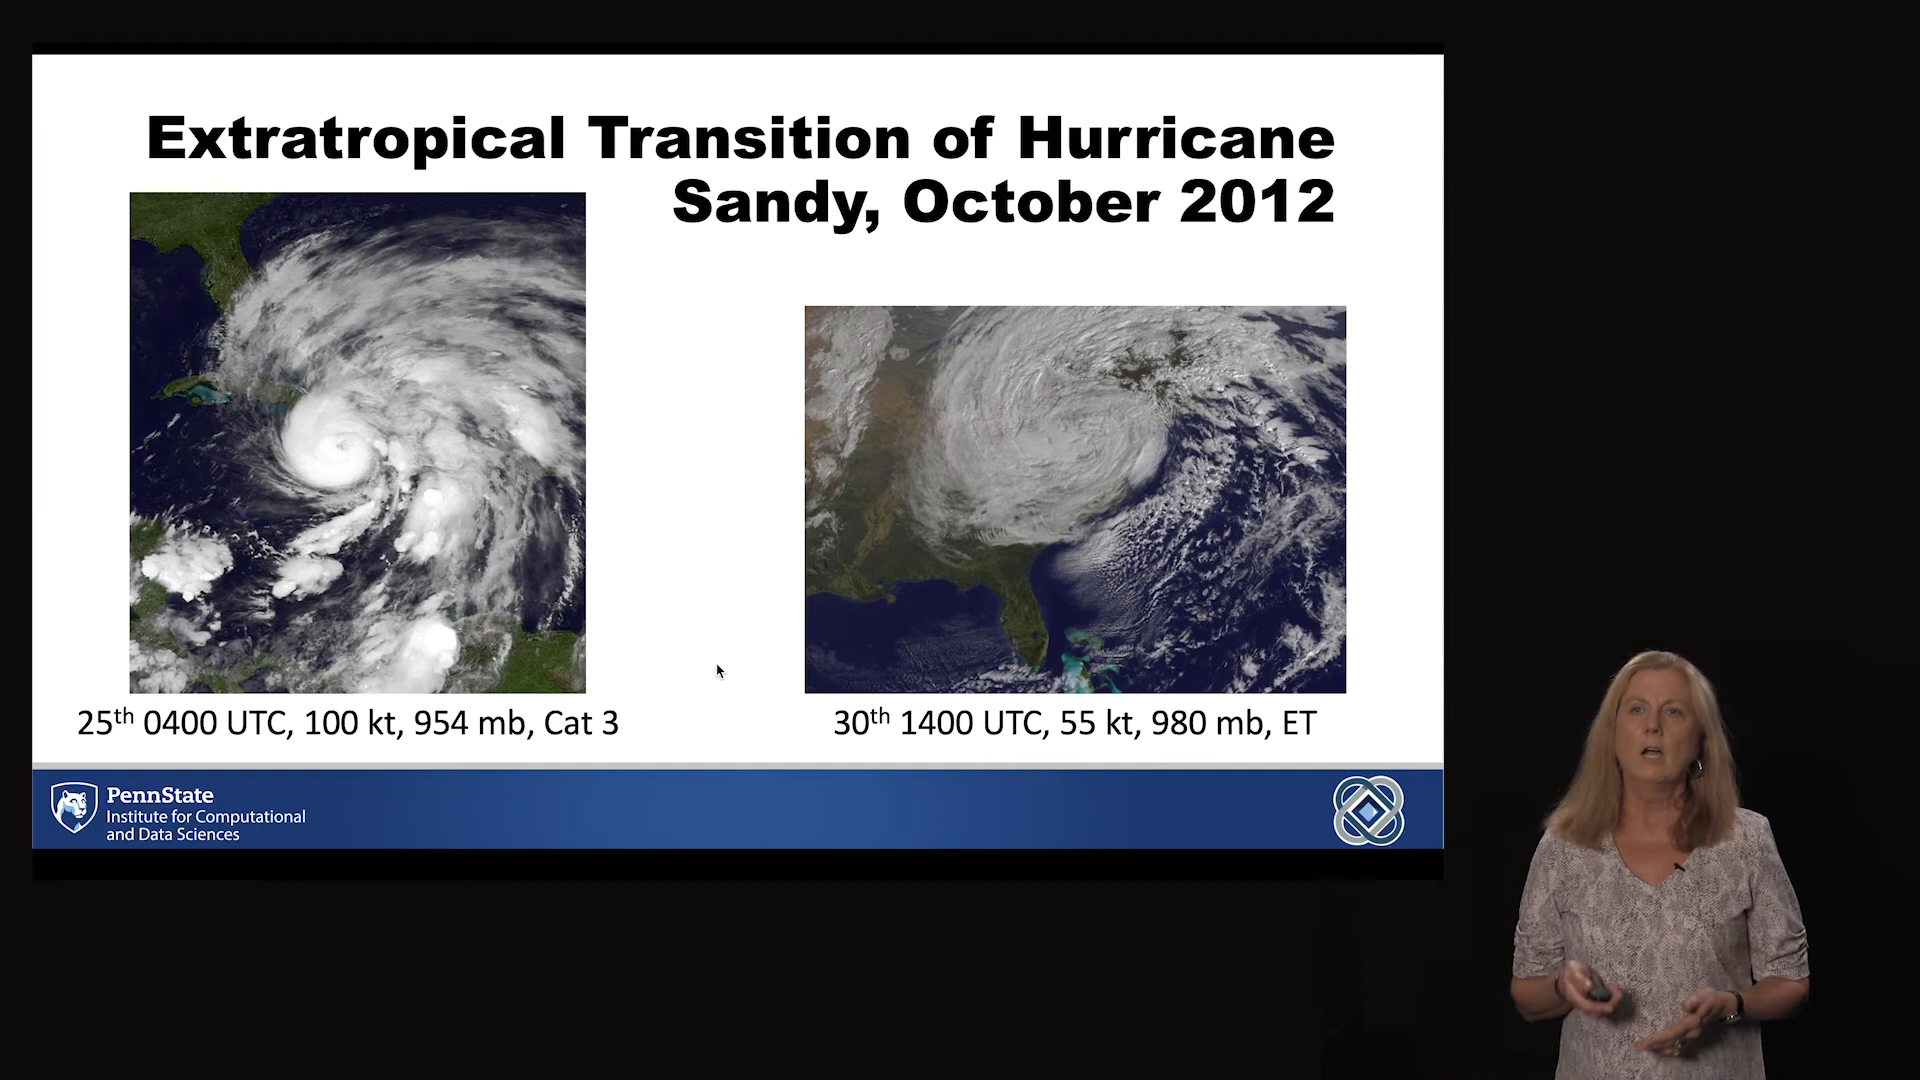 Extratropical Transition of Hurricane
Sandy, October 2012
25th 0400 UTC, 100 kt, 954 mb, Cat 3
30th 1400 UTC, 55 kt, 980 mb, ET
PennState
Institute for Computational
and Data Sciences